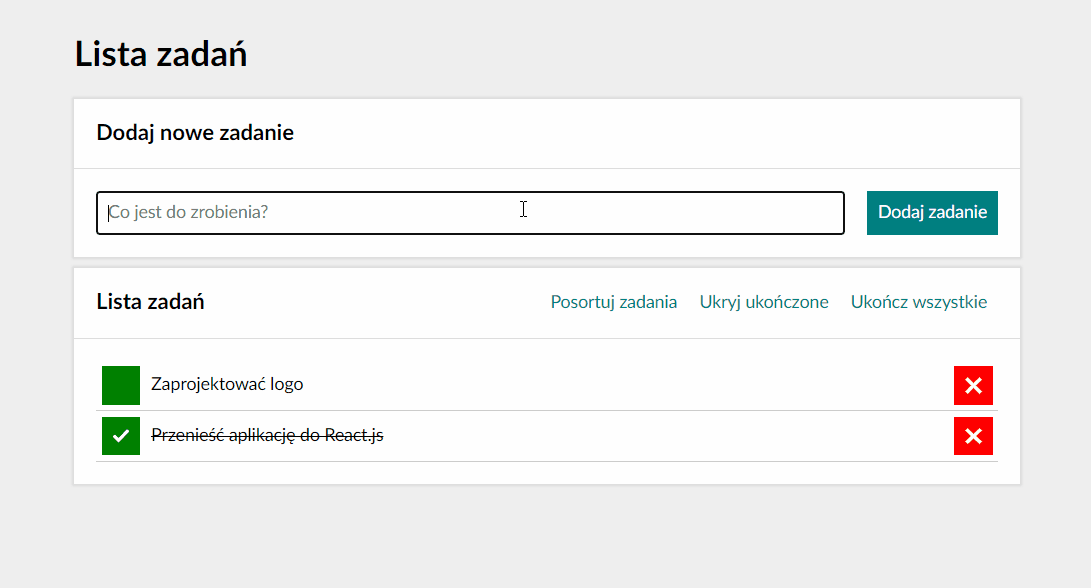 Lista zadań
Dodaj nowe zadanie
Co jest do zrobienia?
Dodaj zadanie
Lista zadań
Posortuj zadania
Ukryj ukończone
Ukończ wszystkie
Zaprojektować logo
Przenieść aplikację do React.js